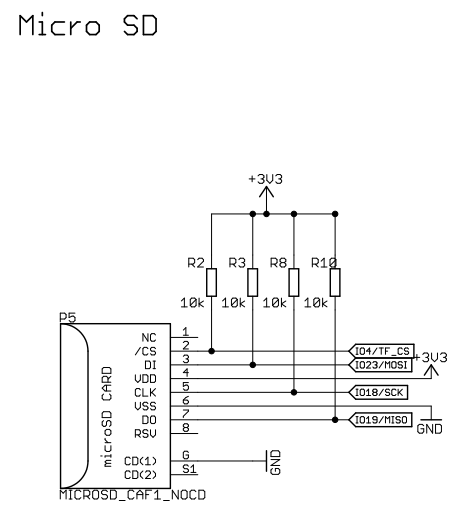 Micro SD
+3V3
R2 R3 R8 R10
10k 10k 10k 10k
P5
NC 1
/CS 2 IO4/TF_CS
DI 3 IO23/MOSI
+3V3
VDD 4
CLK 5 IO18/SCK
VSS 6
DO 7 IO19/MISO
GND
RSV 8
microSD CARD
CD(1) G
GND
CD(2) S1
MICROSD_CAF1_NOCD